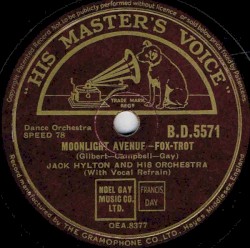 "HIS MASTER'S VOICE"
TRADE MARK
Dance Orchestra
SPEED 78
B.D.5571
MOONLIGHT AVENUE -FOX-TROT
(Gilbert-Campbell-Gay)
JACK HYLTON AND HIS ORCHESTRA
(With Vocal Refrain)
NOEL GAY
MUSIC CO.
LTD.
FRANCIS,
DAY
OEA.8377
THE GRAMOPHONE CO. LTD.